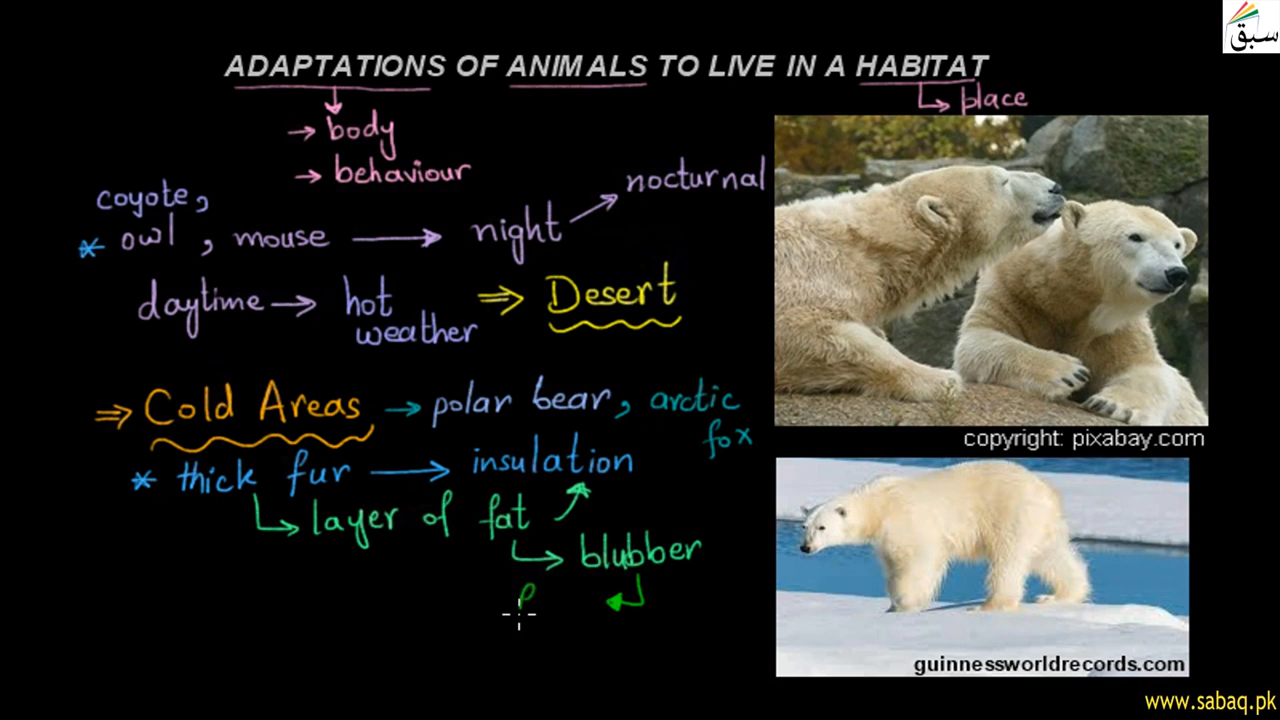 سبق
ADAPTATIONS OF ANIMALS TO LIVE IN A HABITAT
→ place
→ body
→ behaviour
coyote,
* owl, mouse → night → nocturnal
daytime → hot weather ⇒ Desert
⇒ Cold Areas → polar bear, arctic fox
* thick fur → insulation
layer of fat
→ blubber
copyright: pixabay.com
guinnessworldrecords.com
www.sabaq.pk